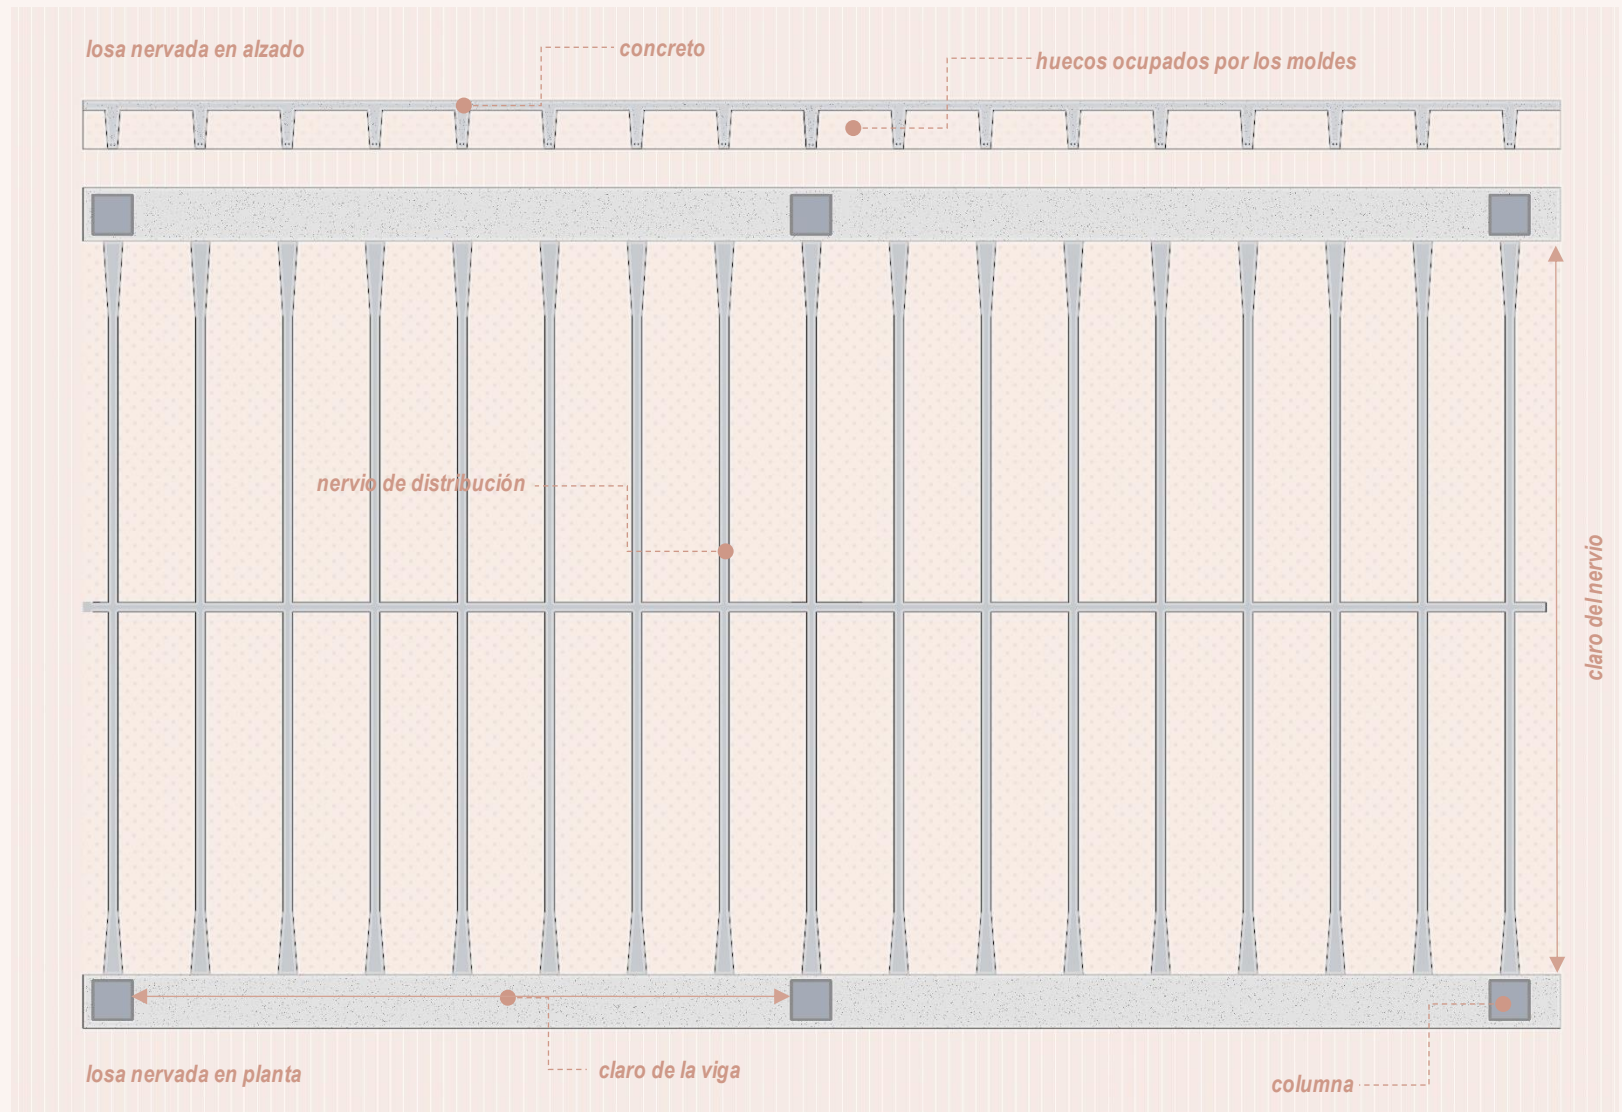 losa nervada en alzado
concreto
huecos ocupados por los moldes
nervio de distribución
claro del nervio
claro de la viga
losa nervada en planta
columna